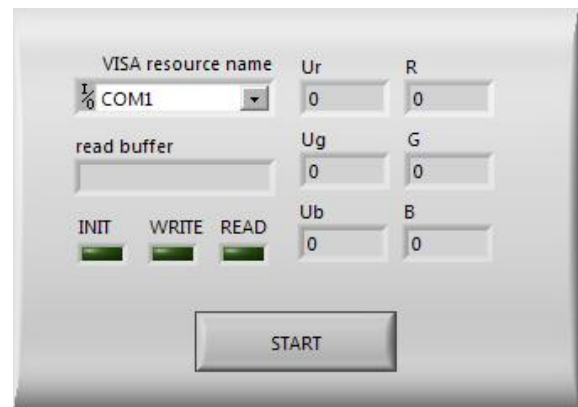 VISA resource name Ur R
I/O COM1 0 0
read buffer Ug G
0 0
INIT WRITE READ Ub B
0 0
START